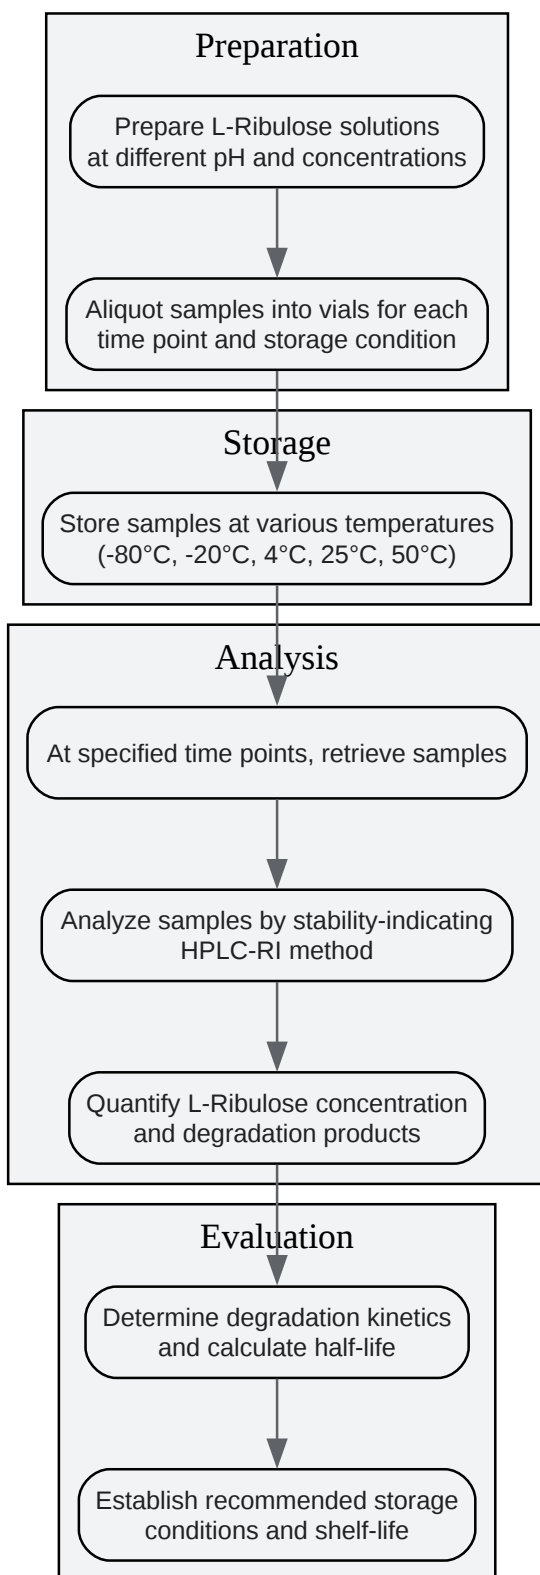 Preparation
Prepare L-Ribulose solutions
at different pH and concentrations
Aliquot samples into vials for each
time point and storage condition
Storage
Store samples at various temperatures
(-80°C, -20°C, 4°C, 25°C, 50°C)
Analysis
At specified time points, retrieve samples
Analyze samples by stability-indicating
HPLC-RI method
Quantify L-Ribulose concentration
and degradation products
Evaluation
Determine degradation kinetics
and calculate half-life
Establish recommended storage
conditions and shelf-life